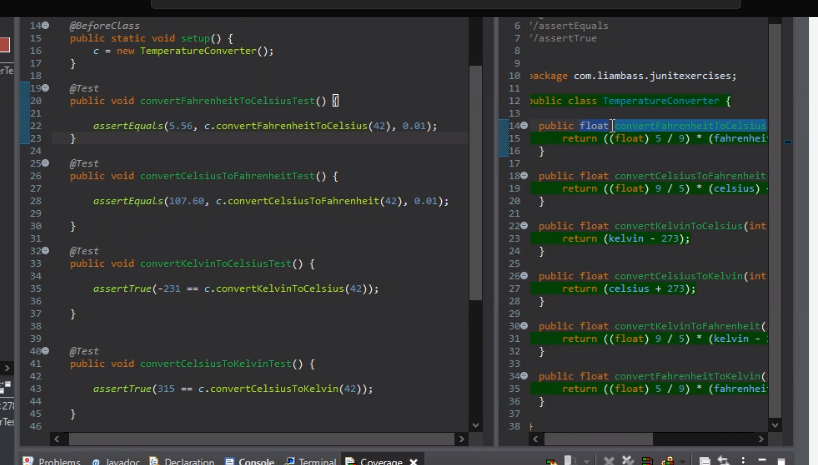 14 @BeforeClass
15 public static void setup() {
16 c = new TemperatureConverter();
17 }
18
19 @Test
20 public void convertFahrenheitToCelsiusTest() {
21
22 assertEquals(5.56, c.convertFahrenheitToCelsius(42), 0.01);
23 }
24
25 @Test
26 public void convertCelsiusToFahrenheitTest() {
27
28 assertEquals(107.60, c.convertCelsiusToFahrenheit(42), 0.01);
29
30 }
31
32 @Test
33 public void convertKelvinToCelsiusTest() {
34
35 assertTrue(-231 == c.convertKelvinToCelsius(42));
36
37 }
38
39
40 @Test
41 public void convertCelsiusToKelvinTest() {
42
43 assertTrue(315 == c.convertCelsiusToKelvin(42));
44
45 }
46
6 /assertEquals
7 /assertTrue
8
9
10 package com.liambass.junitexercises;
11
12 public class TemperatureConverter {
13
14 public float convertFahrenheitToCelsius
15 return ((float) 5 / 9) * (fahrenheit
16 }
17
18 public float convertCelsiusToFahrenheit
19 return ((float) 9 / 5) * (celsius) +
20 }
21
22 public float convertKelvinToCelsius(int
23 return (kelvin - 273);
24 }
25
26 public float convertCelsiusToKelvin(int
27 return (celsius + 273);
28 }
29
30 public float convertKelvinToFahrenheit(
31 return ((float) 9 / 5) * (kelvin -
32 }
33
34 public float convertFahrenheitToKelvin(
35 return ((float) 5 / 9) * (fahrenheit
36 }
37
38 }
Problems Javadoc Declaration Console Terminal Coverage